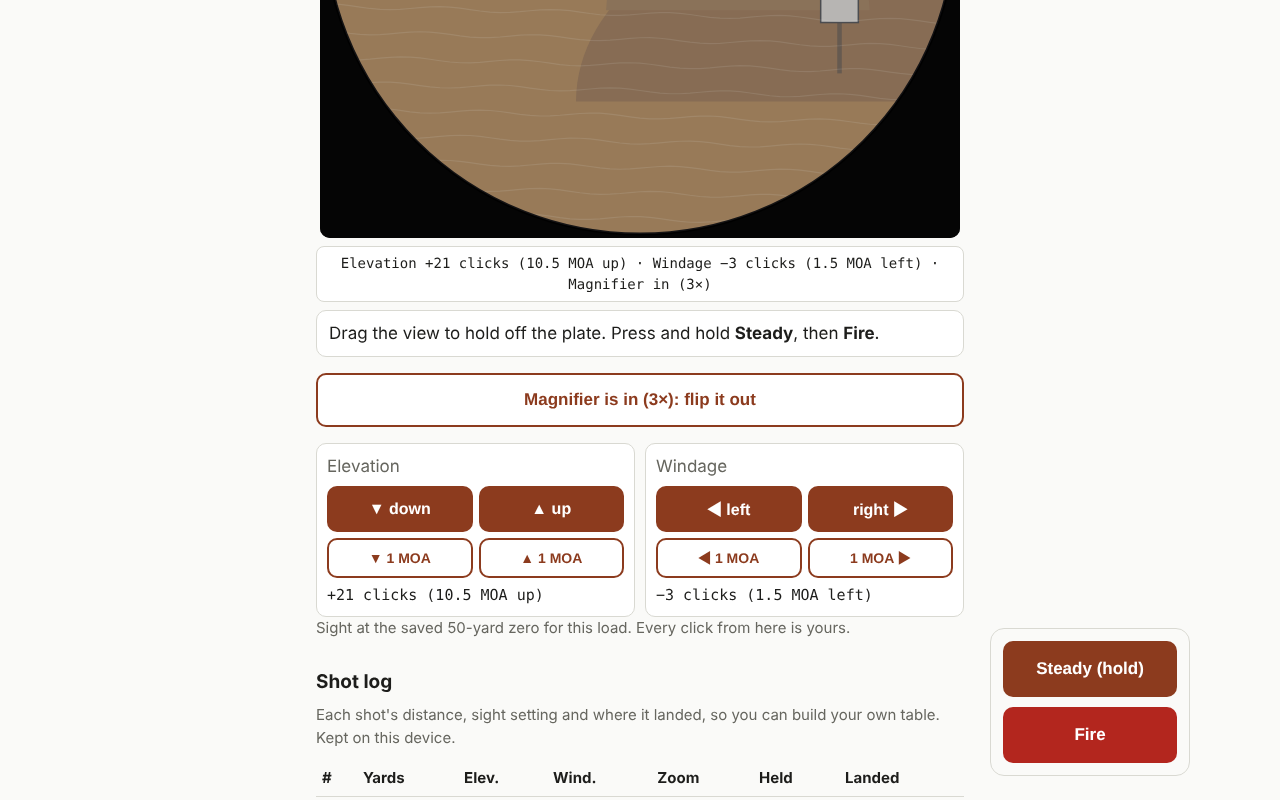 Elevation +21 clicks (10.5 MOA up) · Windage −3 clicks (1.5 MOA left) ·
Magnifier in (3×)
Drag the view to hold off the plate. Press and hold Steady, then Fire.
Magnifier is in (3×): flip it out
Elevation
▼ down ▲ up
▼ 1 MOA ▲ 1 MOA
+21 clicks (10.5 MOA up)
Windage
◀ left right ▶
◀ 1 MOA 1 MOA ▶
−3 clicks (1.5 MOA left)
Sight at the saved 50-yard zero for this load. Every click from here is yours.
Shot log
Each shot's distance, sight setting and where it landed, so you can build your own table.
Kept on this device.
# Yards Elev. Wind. Zoom Held Landed
Steady (hold)
Fire